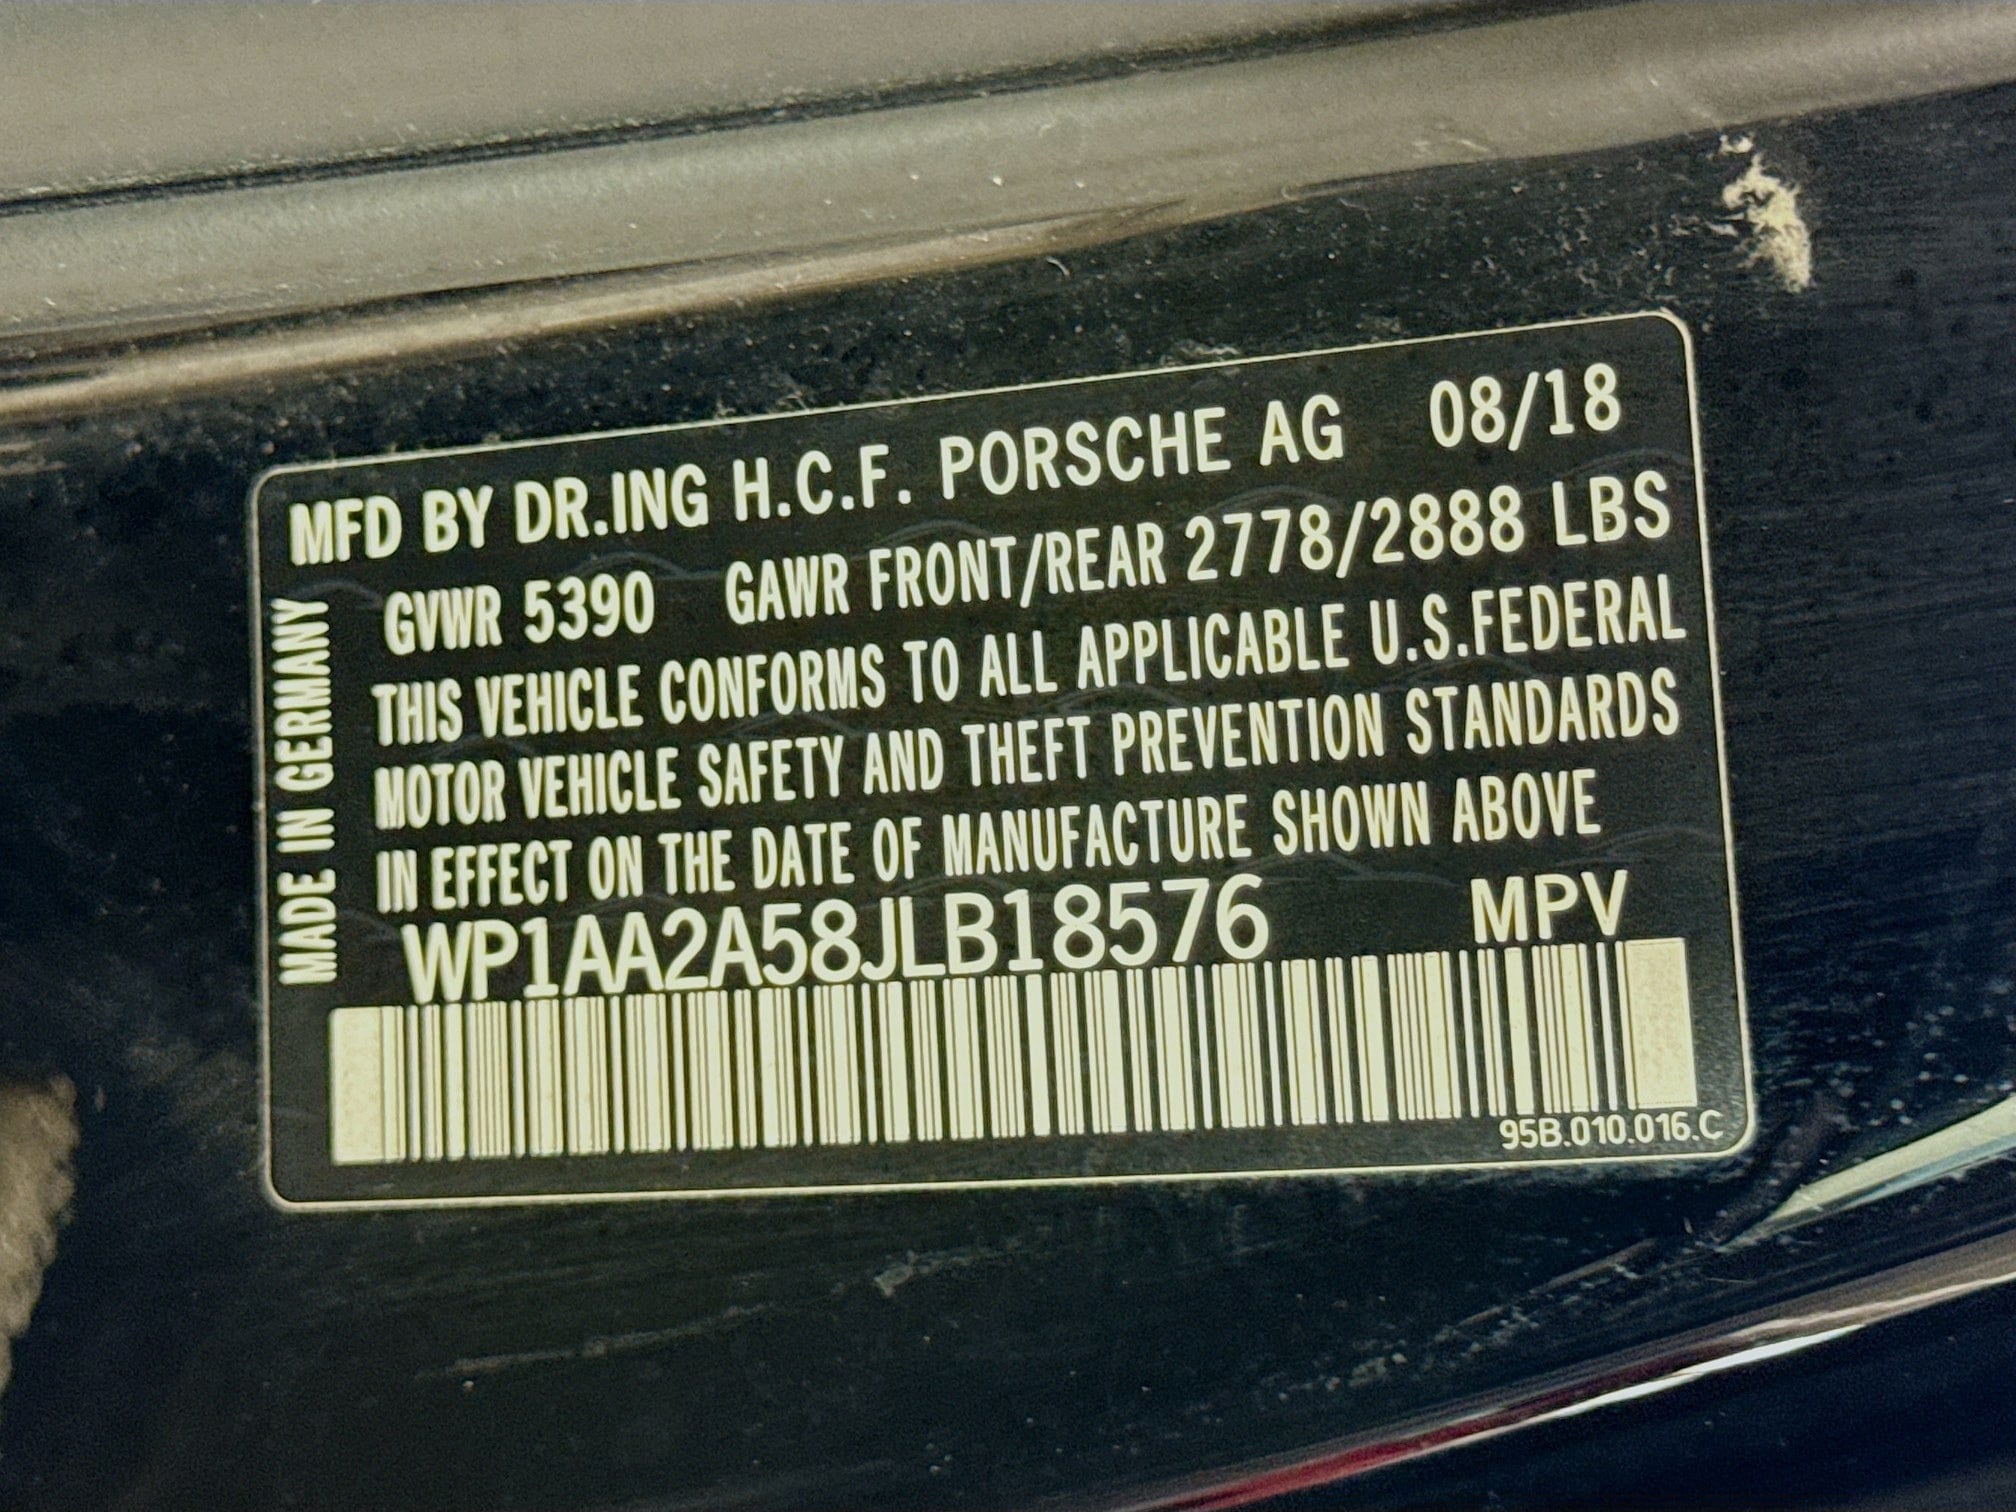 MFD BY DR.ING H.C.F. PORSCHE AG 08/18
GVWR 5390 GAWR FRONT/REAR 2778/2888 LBS
THIS VEHICLE CONFORMS TO ALL APPLICABLE U.S.FEDERAL
MOTOR VEHICLE SAFETY AND THEFT PREVENTION STANDARDS
IN EFFECT ON THE DATE OF MANUFACTURE SHOWN ABOVE
WP1AA2A58JLB18576 MPV
95B.010.016.C
MADE IN GERMANY